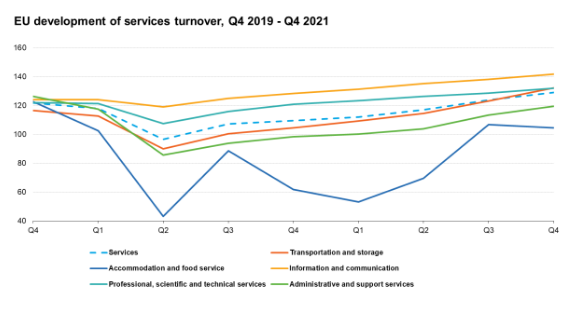 EU development of services turnover, Q4 2019 - Q4 2021
160
140
120
100
80
60
40
Q4 Q1 Q2 Q3 Q4 Q1 Q2 Q3 Q4
Services Transportation and storage
Accommodation and food service Information and communication
Professional, scientific and technical services Administrative and support services